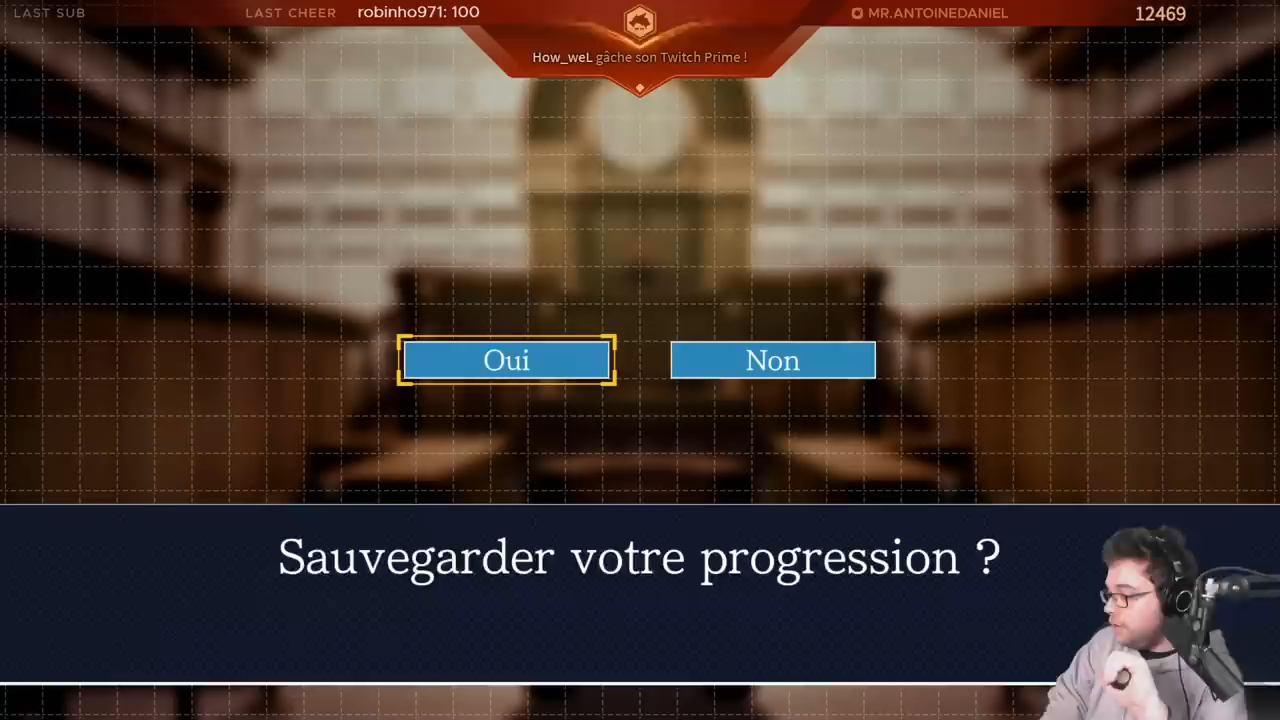 LAST SUB
LAST CHEER robinho971: 100
MR.ANTOINEDANIEL
12469
How_weL gâche son Twitch Prime !
Oui
Non
Sauvegarder votre progression ?